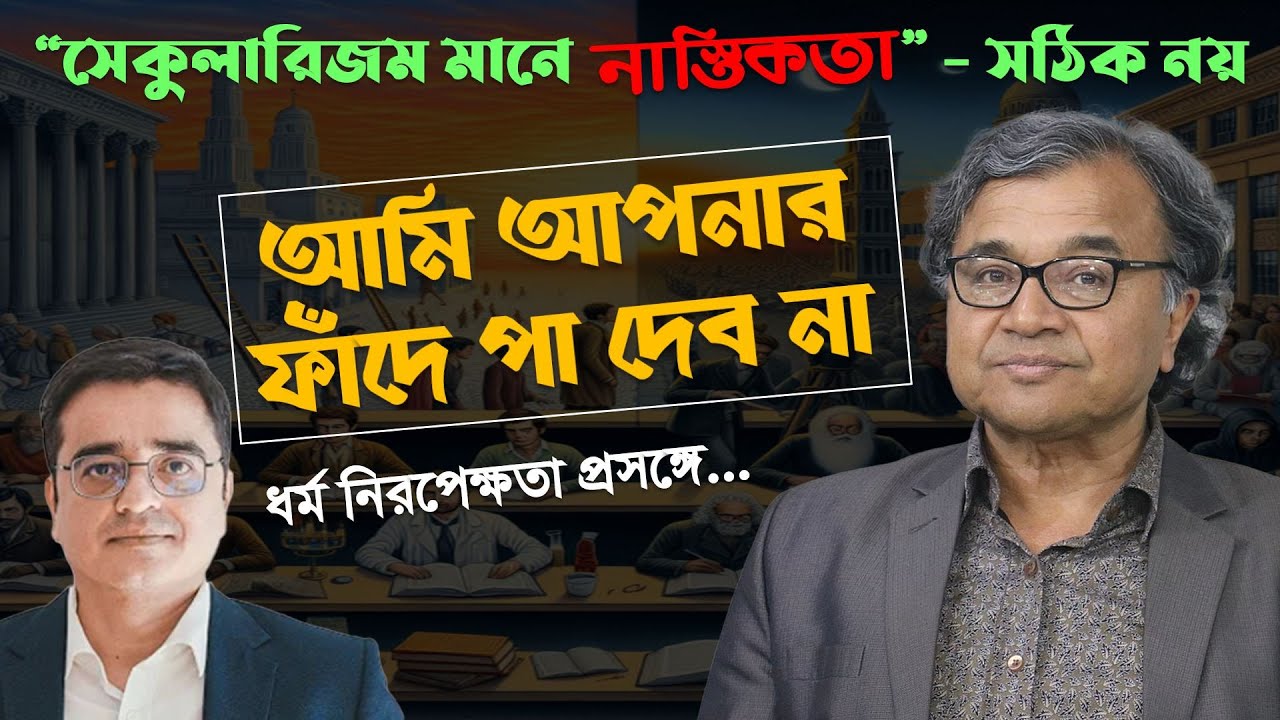 “সেকুলারিজম মানে নাস্তিকতা” - সঠিক নয়
আমি আপনার
ফাঁদে পা দেব না
ধর্ম নিরপেক্ষতা প্রসঙ্গে...